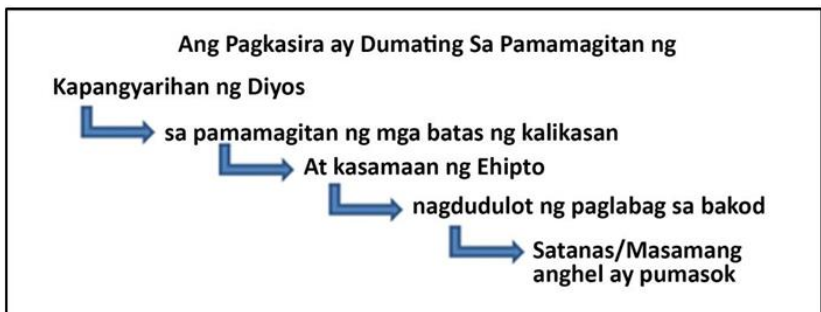 Ang Pagkasira ay Dumating Sa Pamamagitan ng
Kapangyarihan ng Diyos
sa pamamagitan ng mga batas ng kalikasan
At kasamaan ng Ehipto
nagdudulot ng paglabag sa bakod
Satanas/Masamang
anghel ay pumasok